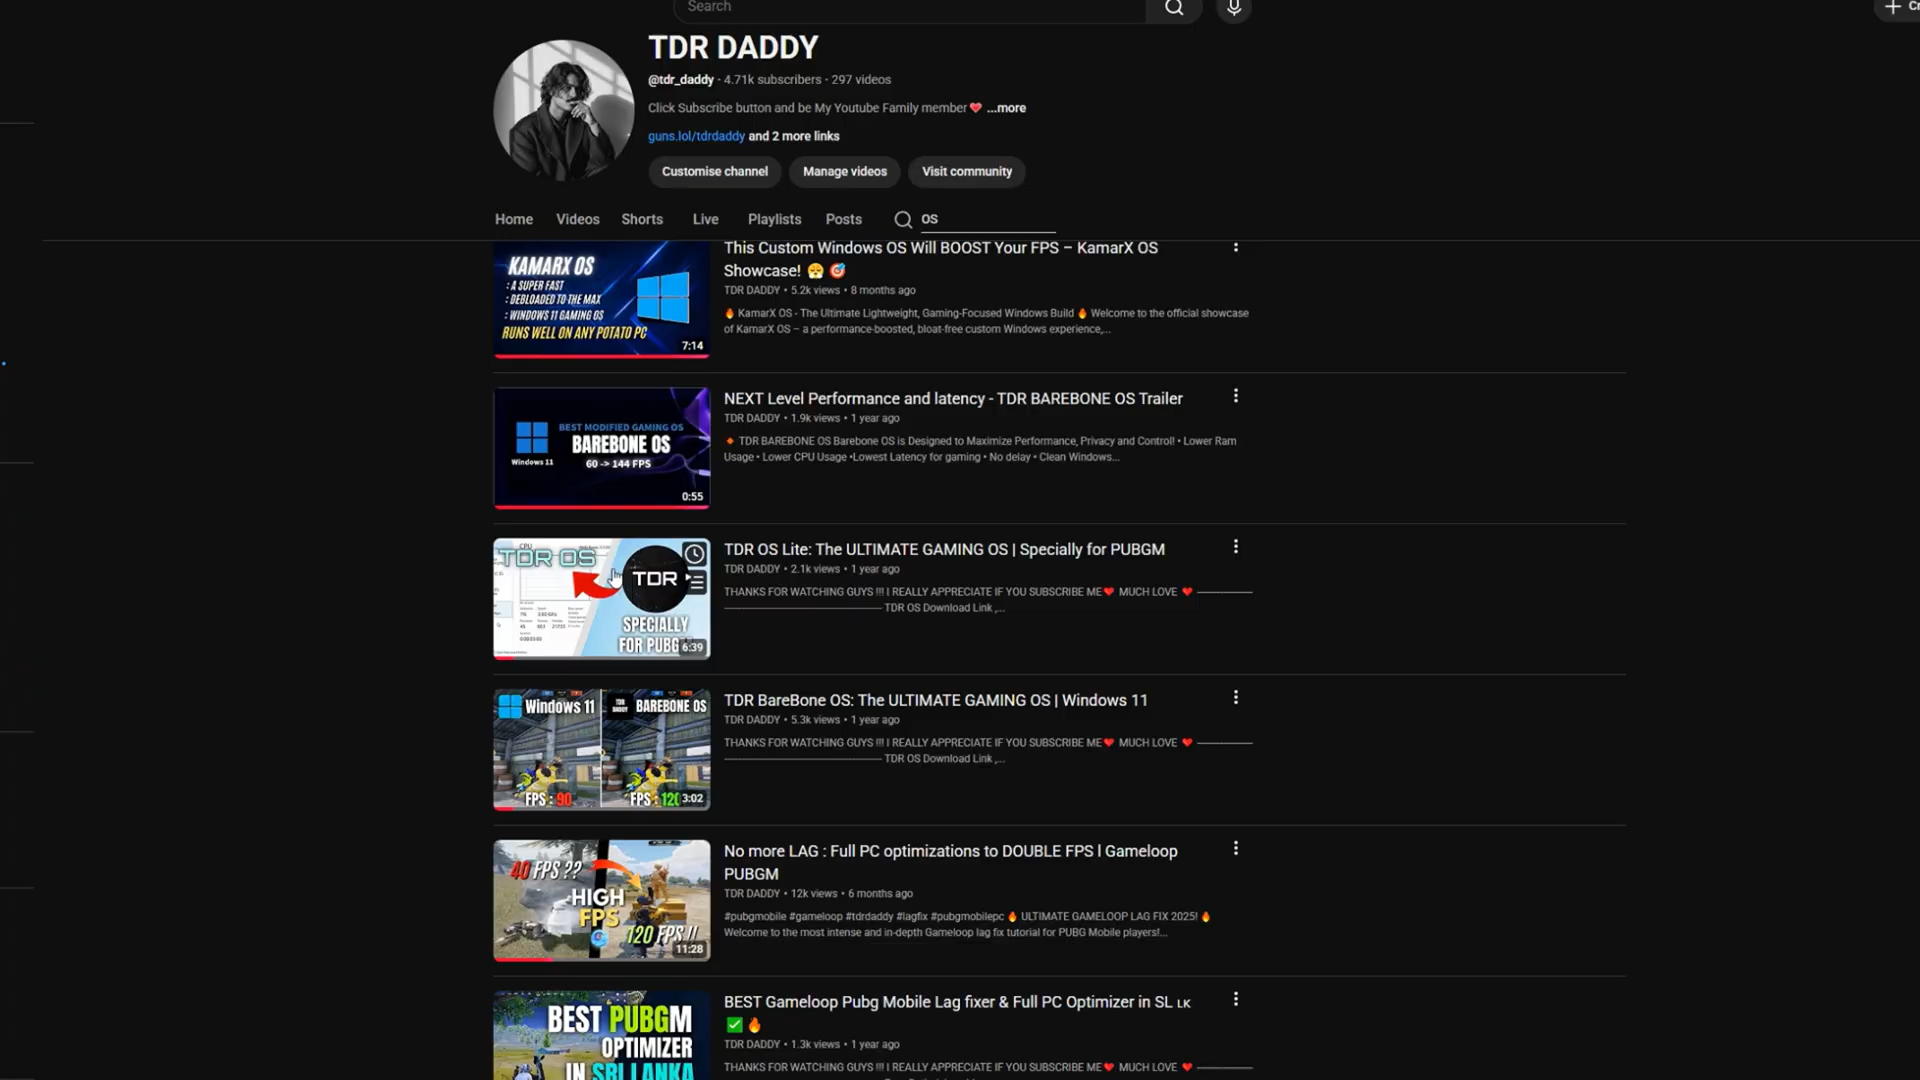 Search
Cr
TDR DADDY
@tdr_daddy · 4.71k subscribers · 297 videos
Click Subscribe button and be My Youtube Family member❤ ...more
guns.lol/tdrdaddy and 2 more links
Customise channel
Manage videos
Visit community
Home
Videos
Shorts
Live
Playlists
Posts
OS
KAMARX OS
: A SUPER FAST
: DEBLOADED TO THE MAX
: WINDOWS 11 GAMING OS
RUNS WELL ON ANY POTATO PC
7:14
This Custom Windows OS Will BOOST Your FPS – KamarX OS
Showcase! 😤 🎯
TDR DADDY • 5.2k views • 8 months ago
🔥 KamarX OS - The Ultimate Lightweight, Gaming-Focused Windows Build 🔥 Welcome to the official showcase
of KamarX OS – a performance-boosted, bloat-free custom Windows experience,...
BEST MODIFIED GAMING OS
BAREBONE OS
Windows 11
60 -> 144 FPS
0:55
NEXT Level Performance and latency - TDR BAREBONE OS Trailer
TDR DADDY • 1.9k views • 1 year ago
🔸 TDR BAREBONE OS Barebone OS is Designed to Maximize Performance, Privacy and Control! • Lower Ram
Usage • Lower CPU Usage •Lowest Latency for gaming • No delay • Clean Windows...
CPU
TDR OS
TDR
SPECIALLY
FOR PUBG
6:39
TDR OS Lite: The ULTIMATE GAMING OS | Specially for PUBGM
TDR DADDY • 2.1k views • 1 year ago
THANKS FOR WATCHING GUYS !!! I REALLY APPRECIATE IF YOU SUBSCRIBE ME❤ MUCH LOVE ❤ ————
———————————— TDR OS Download Link ,...
Windows 11
TDR DADDY
BAREBONE OS
FPS : 90
FPS : 120
3:02
TDR BareBone OS: The ULTIMATE GAMING OS | Windows 11
TDR DADDY • 5.3k views • 1 year ago
THANKS FOR WATCHING GUYS !!! I REALLY APPRECIATE IF YOU SUBSCRIBE ME❤ MUCH LOVE ❤ ————
———————————— TDR OS Download Link ,...
40 FPS ??
HIGH
FPS
120 FPS!!
11:28
No more LAG : Full PC optimizations to DOUBLE FPS l Gameloop
PUBGM
TDR DADDY • 12k views • 6 months ago
#pubgmobile #gameloop #tdrdaddy #lagfix #pubgmobilepc 🔥 ULTIMATE GAMELOOP LAG FIX 2025! 🔥
Welcome to the most intense and in-depth Gameloop lag fix tutorial for PUBG Mobile players!...
BEST PUBGM
OPTIMIZER
IN SRI LANKA
BEST Gameloop Pubg Mobile Lag fixer & Full PC Optimizer in SL LK
✅ 🔥
TDR DADDY • 1.3k views • 1 year ago
THANKS FOR WATCHING GUYS !!! I REALLY APPRECIATE IF YOU SUBSCRIBE ME❤ MUCH LOVE ❤ ————